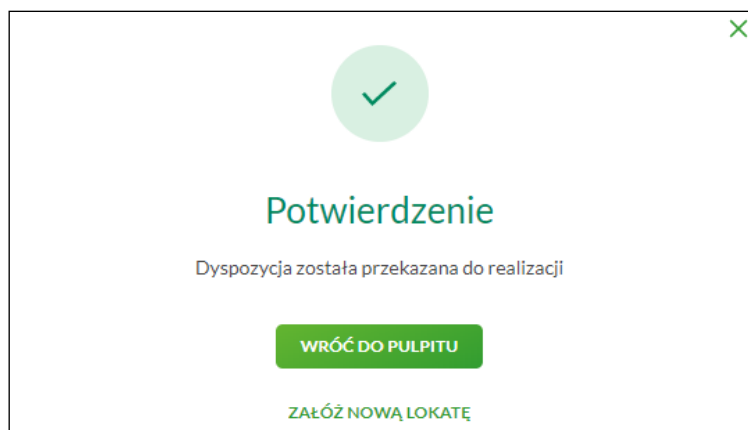 Potwierdzenie
Dyspozycja została przekazana do realizacji
WRÓĆ DO PULPITU
ZAŁÓŻ NOWĄ LOKATĘ